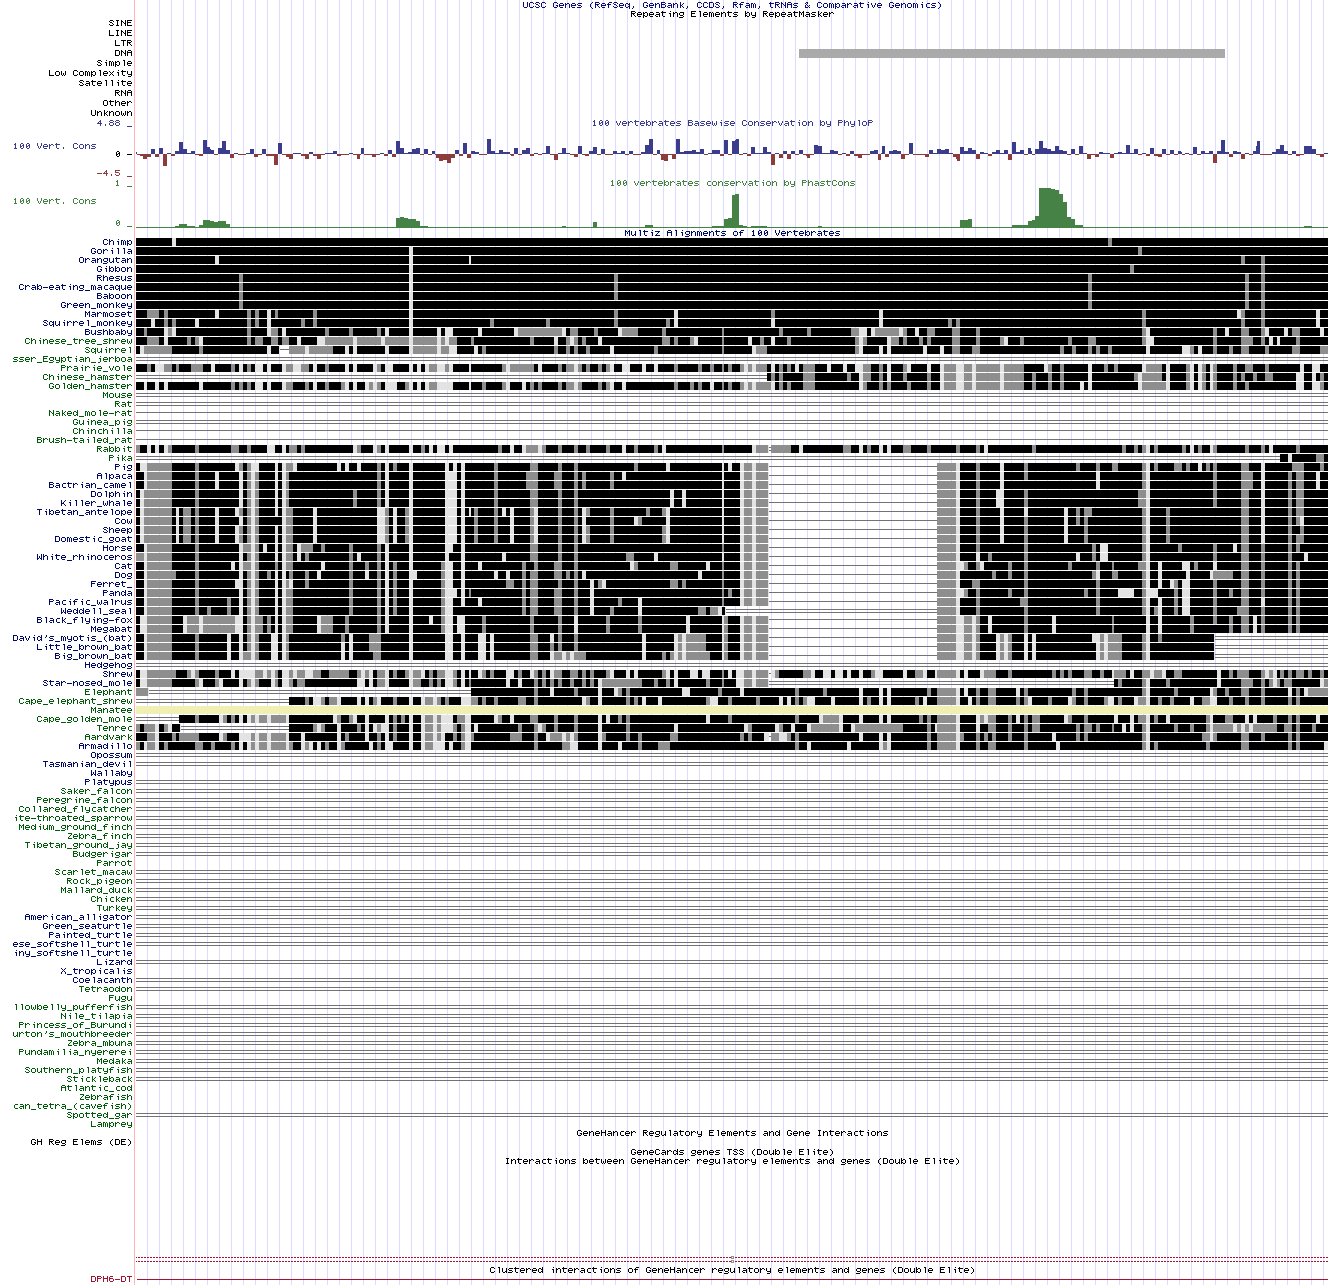 UCSC Genes (RefSeq, GenBank, CCDS, Rfam, tRNAs & Comparative Genomics)
Repeating Elements by RepeatMasker
SINE
LINE
LTR
DNA
Simple
Low Complexity
Satellite
RNA
Other
Unknown
4.88 _
100 vertebrates Basewise Conservation by PhyloP
100 Vert. Cons
0 -
-4.5 _
1 _
100 vertebrates conservation by PhastCons
100 Vert. Cons
0 _
Multiz Alignments of 100 Vertebrates
Chimp
Gorilla
Orangutan
Gibbon
Rhesus
Crab-eating_macaque
Baboon
Green_monkey
Marmoset
Squirrel_monkey
Bushbaby
Chinese_tree_shrew
Squirrel
sser_Egyptian_jerboa
Prairie_vole
Chinese_hamster
Golden_hamster
Mouse
Rat
Naked_mole-rat
Guinea_pig
Chinchilla
Brush-tailed_rat
Rabbit
Pika
Pig
Alpaca
Bactrian_camel
Dolphin
Killer_whale
Tibetan_antelope
Cow
Sheep
Domestic_goat
Horse
White_rhinoceros
Cat
Dog
Ferret_
Panda
Pacific_walrus
Weddell_seal
Black_flying-fox
Megabat
David's_myotis_(bat)
Little_brown_bat
Big_brown_bat
Hedgehog
Shrew
Star-nosed_mole
Elephant
Cape_elephant_shrew
Manatee
Cape_golden_mole
Tenrec
Aardvark
Armadillo
Opossum
Tasmanian_devil
Wallaby
Platypus
Saker_falcon
Peregrine_falcon
Collared_flycatcher
ite-throated_sparrow
Medium_ground_finch
Zebra_finch
Tibetan_ground_jay
Budgerigar
Parrot
Scarlet_macaw
Rock_pigeon
Mallard_duck
Chicken
Turkey
American_alligator
Green_seaturtle
Painted_turtle
ese_softshell_turtle
iny_softshell_turtle
Lizard
X_tropicalis
Coelacanth
Tetraodon
Fugu
llowbelly_pufferfish
Nile_tilapia
Princess_of_Burundi
urton's_mouthbreeder
Zebra_mbuna
Pundamilia_nyererei
Medaka
Southern_platyfish
Stickleback
Atlantic_cod
Zebrafish
can_tetra_(cavefish)
Spotted_gar
Lamprey
GeneHancer Regulatory Elements and Gene Interactions
GH Reg Elems (DE)
GeneCards genes TSS (Double Elite)
Interactions between GeneHancer regulatory elements and genes (Double Elite)
Clustered interactions of GeneHancer regulatory elements and genes (Double Elite)
DPH6-DT